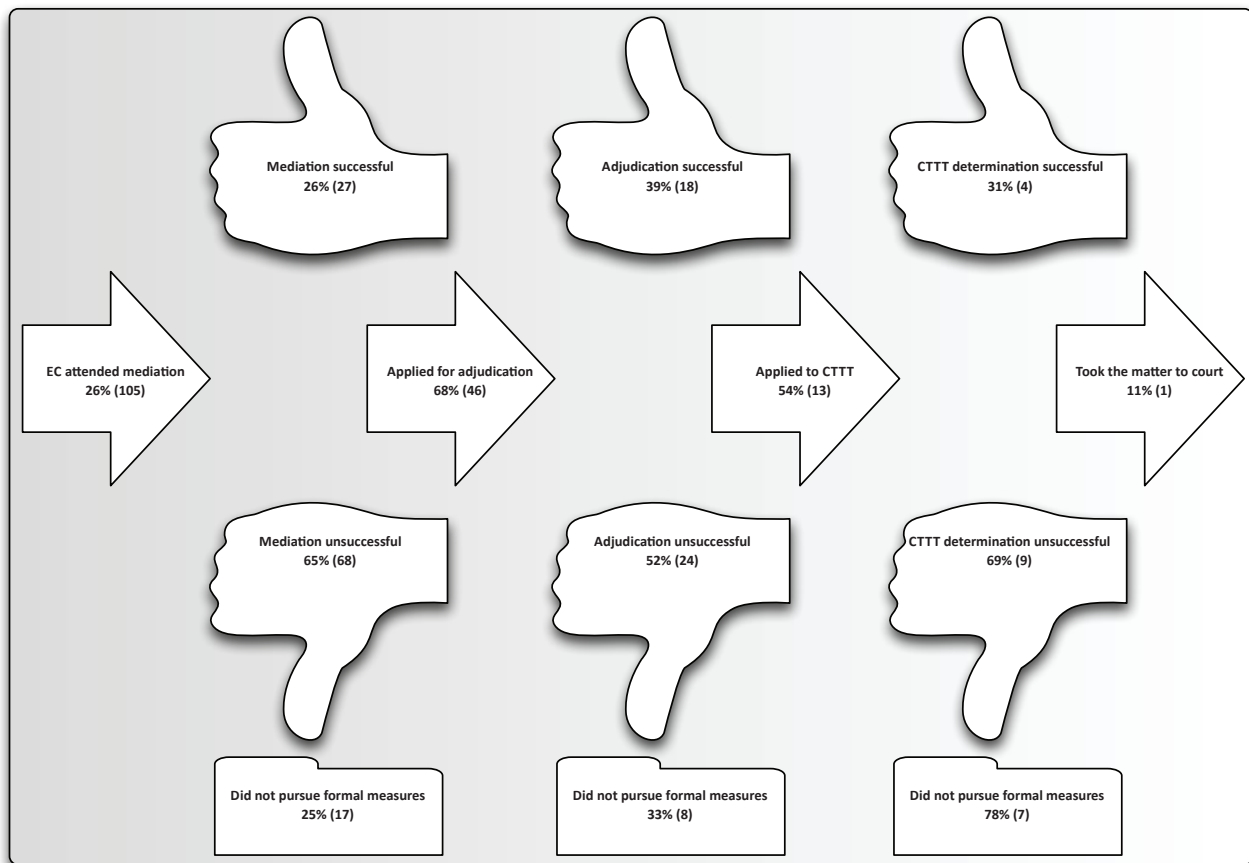 Mediation successful
26% (27)
Adjudication successful
39% (18)
CTTT determination successful
31% (4)
EC attended mediation
26% (105)
Applied for adjudication
68% (46)
Applied to CTTT
54% (13)
Took the matter to court
11% (1)
Mediation unsuccessful
65% (68)
Adjudication unsuccessful
52% (24)
CTTT determination unsuccessful
69% (9)
Did not pursue formal measures
25% (17)
Did not pursue formal measures
33% (8)
Did not pursue formal measures
78% (7)